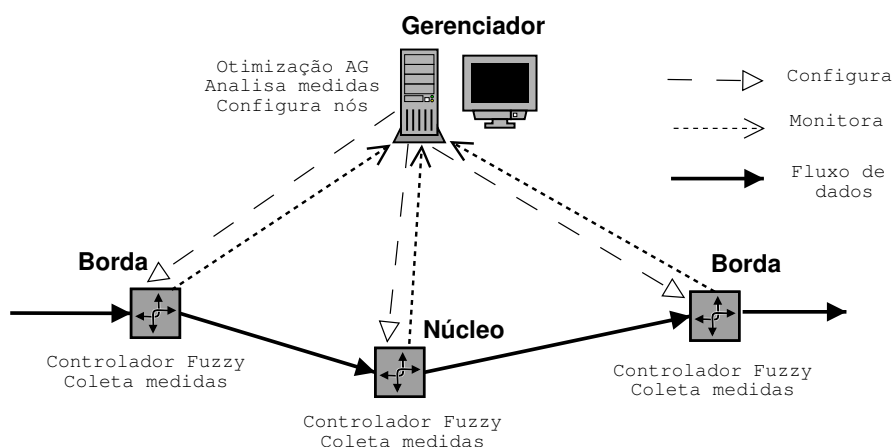 Gerenciador
Otimização AG
Analisa medidas
Configura nós
Configura
Monitora
Fluxo de
dados
Borda
Controlador Fuzzy
Coleta medidas
Núcleo
Controlador Fuzzy
Coleta medidas
Borda
Controlador Fuzzy
Coleta medidas